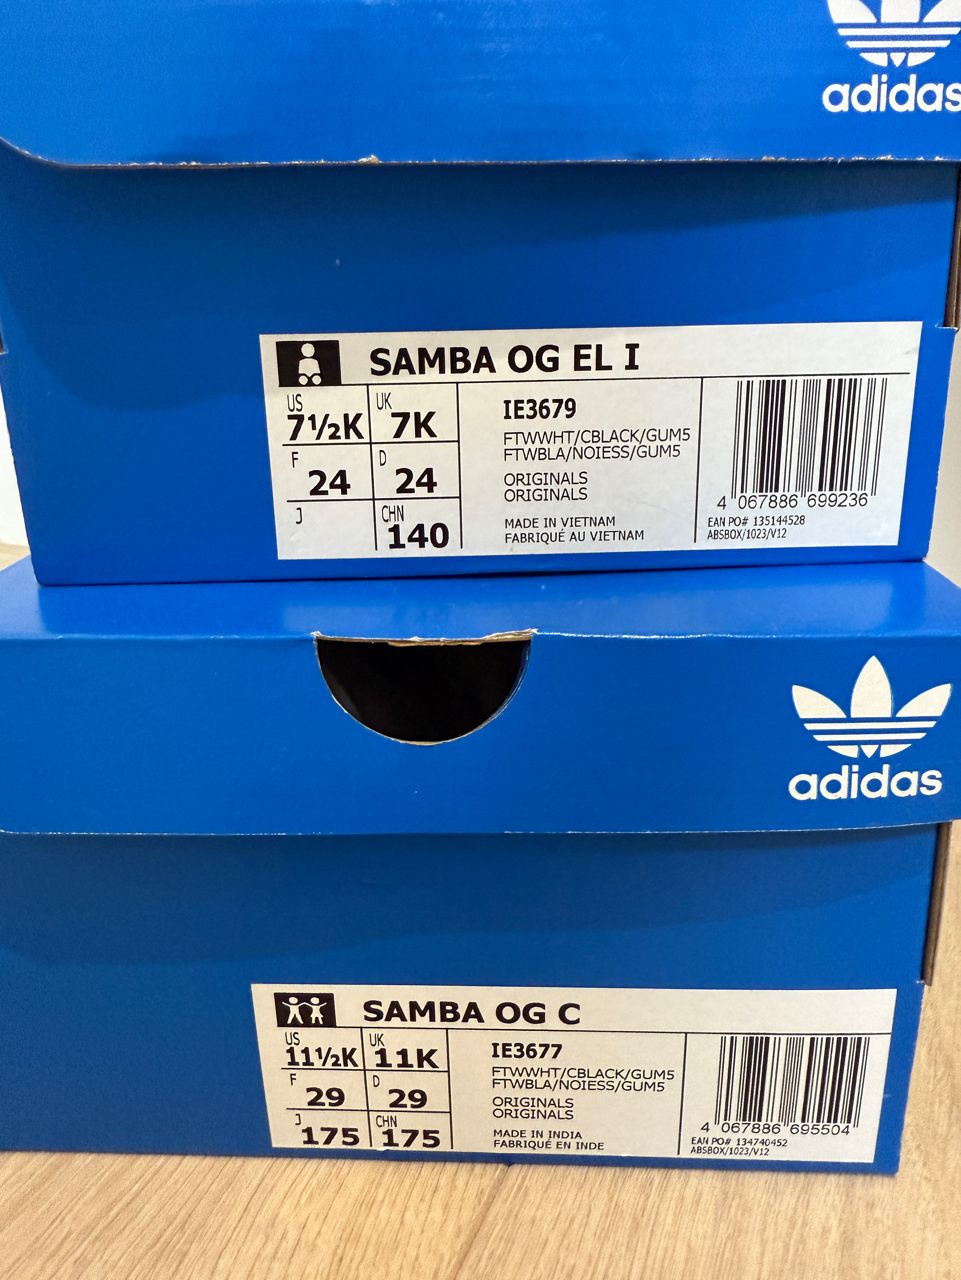 adidas
SAMBA OG EL I
US 7½K UK 7K
F 24 D 24
J CHN 140
IE3679
FTWWHT/CBLACK/GUM5
FTWBLA/NOIESS/GUM5
ORIGINALS
ORIGINALS
MADE IN VIETNAM
FABRIQUÉ AU VIETNAM
4 067886 699236
EAN PO# 135144528
ABSBOX/1023/V12
adidas
SAMBA OG C
US 11½K UK 11K
F 29 D 29
J 175 CHN 175
IE3677
FTWWHT/CBLACK/GUM5
FTWBLA/NOIESS/GUM5
ORIGINALS
ORIGINALS
MADE IN INDIA
FABRIQUÉ EN INDE
4 067886 695504
EAN PO# 134740452
ABSBOX/1023/V12